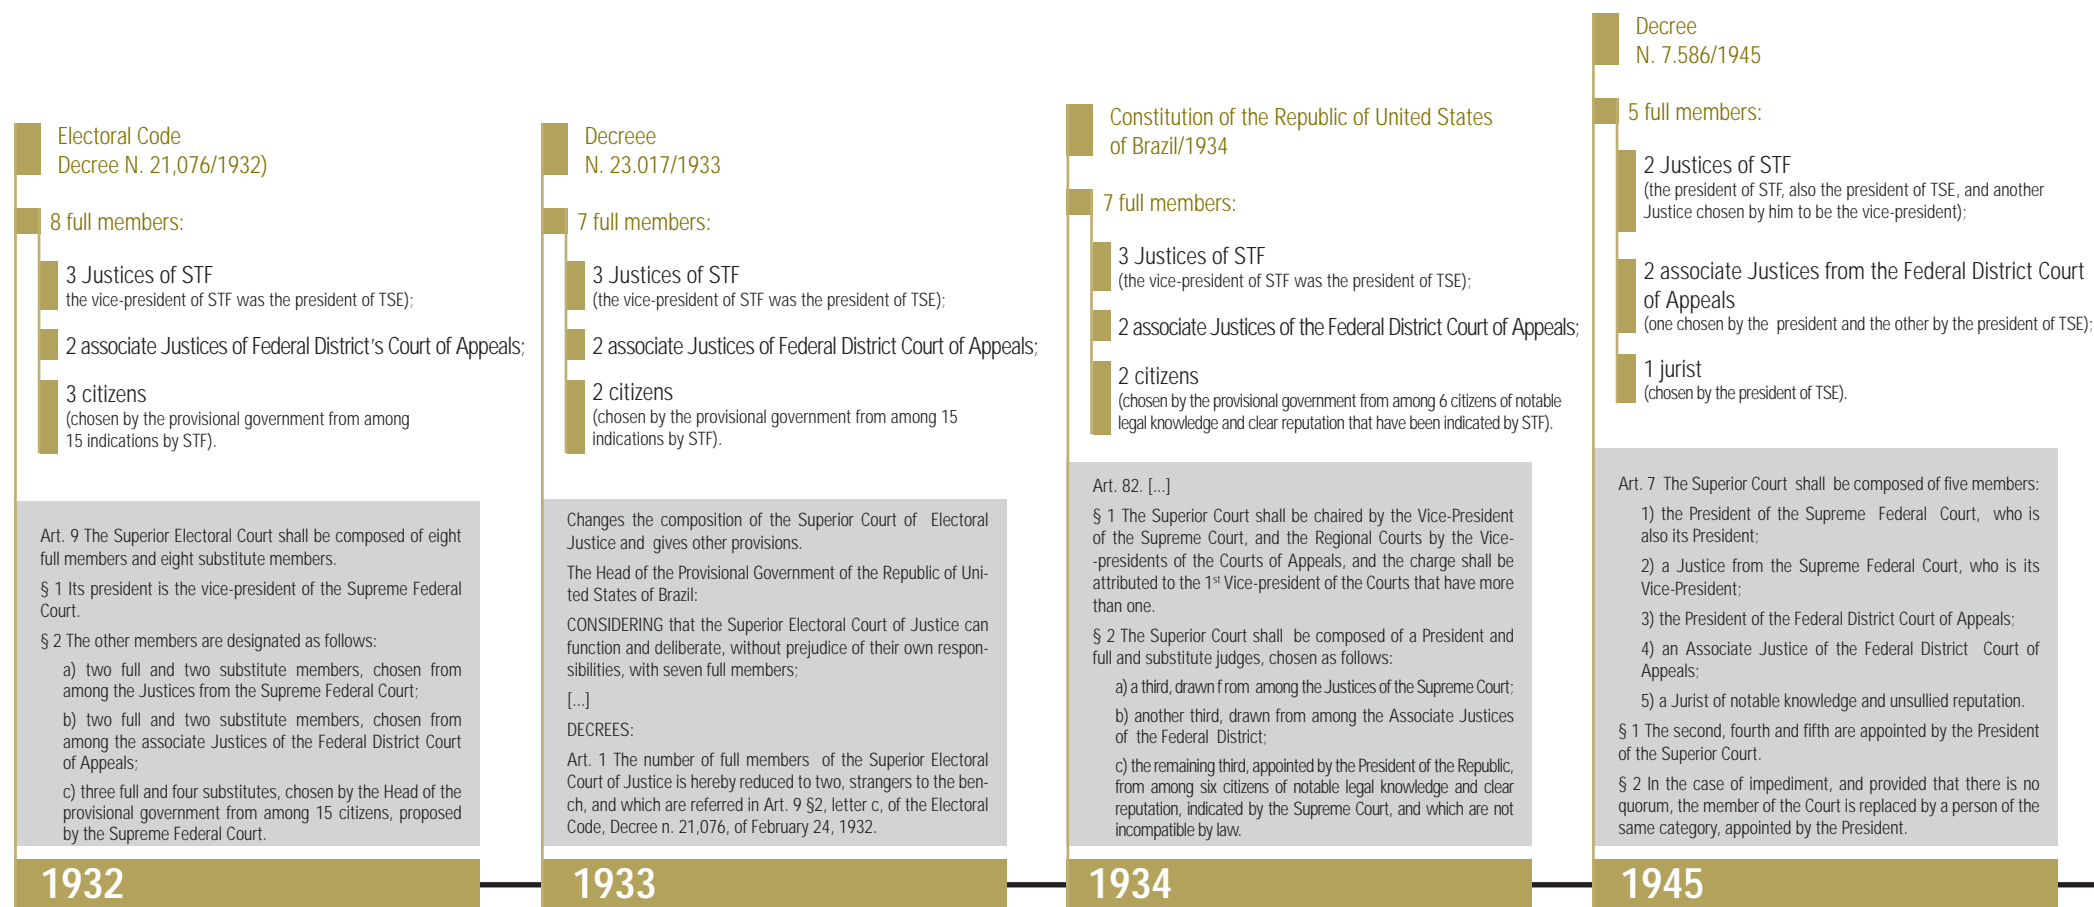 Electoral Code
Decree N. 21,076/1932)
8 full members:
3 Justices of STF
the vice-president of STF was the president of TSE);
2 associate Justices of Federal District's Court of Appeals;
3 citizens
(chosen by the provisional government from among
15 indications by STF).
Art. 9 The Superior Electoral Court shall be composed of eight
full members and eight substitute members.
§ 1 Its president is the vice-president of the Supreme Federal
Court.
§ 2 The other members are designated as follows:
a) two full and two substitute members, chosen from
among the Justices from the Supreme Federal Court;
b) two full and two substitute members, chosen from
among the associate Justices of the Federal District Court
of Appeals;
c) three full and four substitutes, chosen by the Head of the
provisional government from among 15 citizens, proposed
by the Supreme Federal Court.
1932
Decreee
N. 23.017/1933
7 full members:
3 Justices of STF
(the vice-president of STF was the president of TSE);
2 associate Justices of Federal District Court of Appeals;
2 citizens
(chosen by the provisional government from among 15
indications by STF).
Changes the composition of the Superior Court of Electoral
Justice and gives other provisions.
The Head of the Provisional Government of the Republic of Uni-
ted States of Brazil:
CONSIDERING that the Superior Electoral Court of Justice can
function and deliberate, without prejudice of their own respon-
sibilities, with seven full members;
[...]
DECREES:
Art. 1 The number of full members of the Superior Electoral
Court of Justice is hereby reduced to two, strangers to the ben-
ch, and which are referred in Art. 9 §2, letter c, of the Electoral
Code, Decree n. 21,076, of February 24, 1932.
1933
Constitution of the Republic of United States
of Brazil/1934
7 full members:
3 Justices of STF
(the vice-president of STF was the president of TSE);
2 associate Justices of the Federal District Court of Appeals;
2 citizens
(chosen by the provisional government from among 6 citizens of notable
legal knowledge and clear reputation that have been indicated by STF).
Art. 82. [...]
§ 1 The Superior Court shall be chaired by the Vice-President
of the Supreme Court, and the Regional Courts by the Vice-
-presidents of the Courts of Appeals, and the charge shall be
attributed to the 1st Vice-president of the Courts that have more
than one.
§ 2 The Superior Court shall be composed of a President and
full and substitute judges, chosen as follows:
a) a third, drawn f rom among the Justices of the Supreme Court;
b) another third, drawn from among the Associate Justices
of the Federal District;
c) the remaining third, appointed by the President of the Republic,
from among six citizens of notable legal knowledge and clear
reputation, indicated by the Supreme Court, and which are not
incompatible by law.
1934
Decree
N. 7.586/1945
5 full members:
2 Justices of STF
(the president of STF, also the president of TSE, and another
Justice chosen by him to be the vice-president);
2 associate Justices from the Federal District Court
of Appeals
(one chosen by the president and the other by the president of TSE);
1 jurist
(chosen by the president of TSE).
Art. 7 The Superior Court shall be composed of five members:
1) the President of the Supreme Federal Court, who is
also its President;
2) a Justice from the Supreme Federal Court, who is its
Vice-President;
3) the President of the Federal District Court of Appeals;
4) an Associate Justice of the Federal District Court of
Appeals;
5) a Jurist of notable knowledge and unsullied reputation.
§ 1 The second, fourth and fifth are appointed by the President
of the Superior Court.
§ 2 In the case of impediment, and provided that there is no
quorum, the member of the Court is replaced by a person of the
same category, appointed by the President.
1945